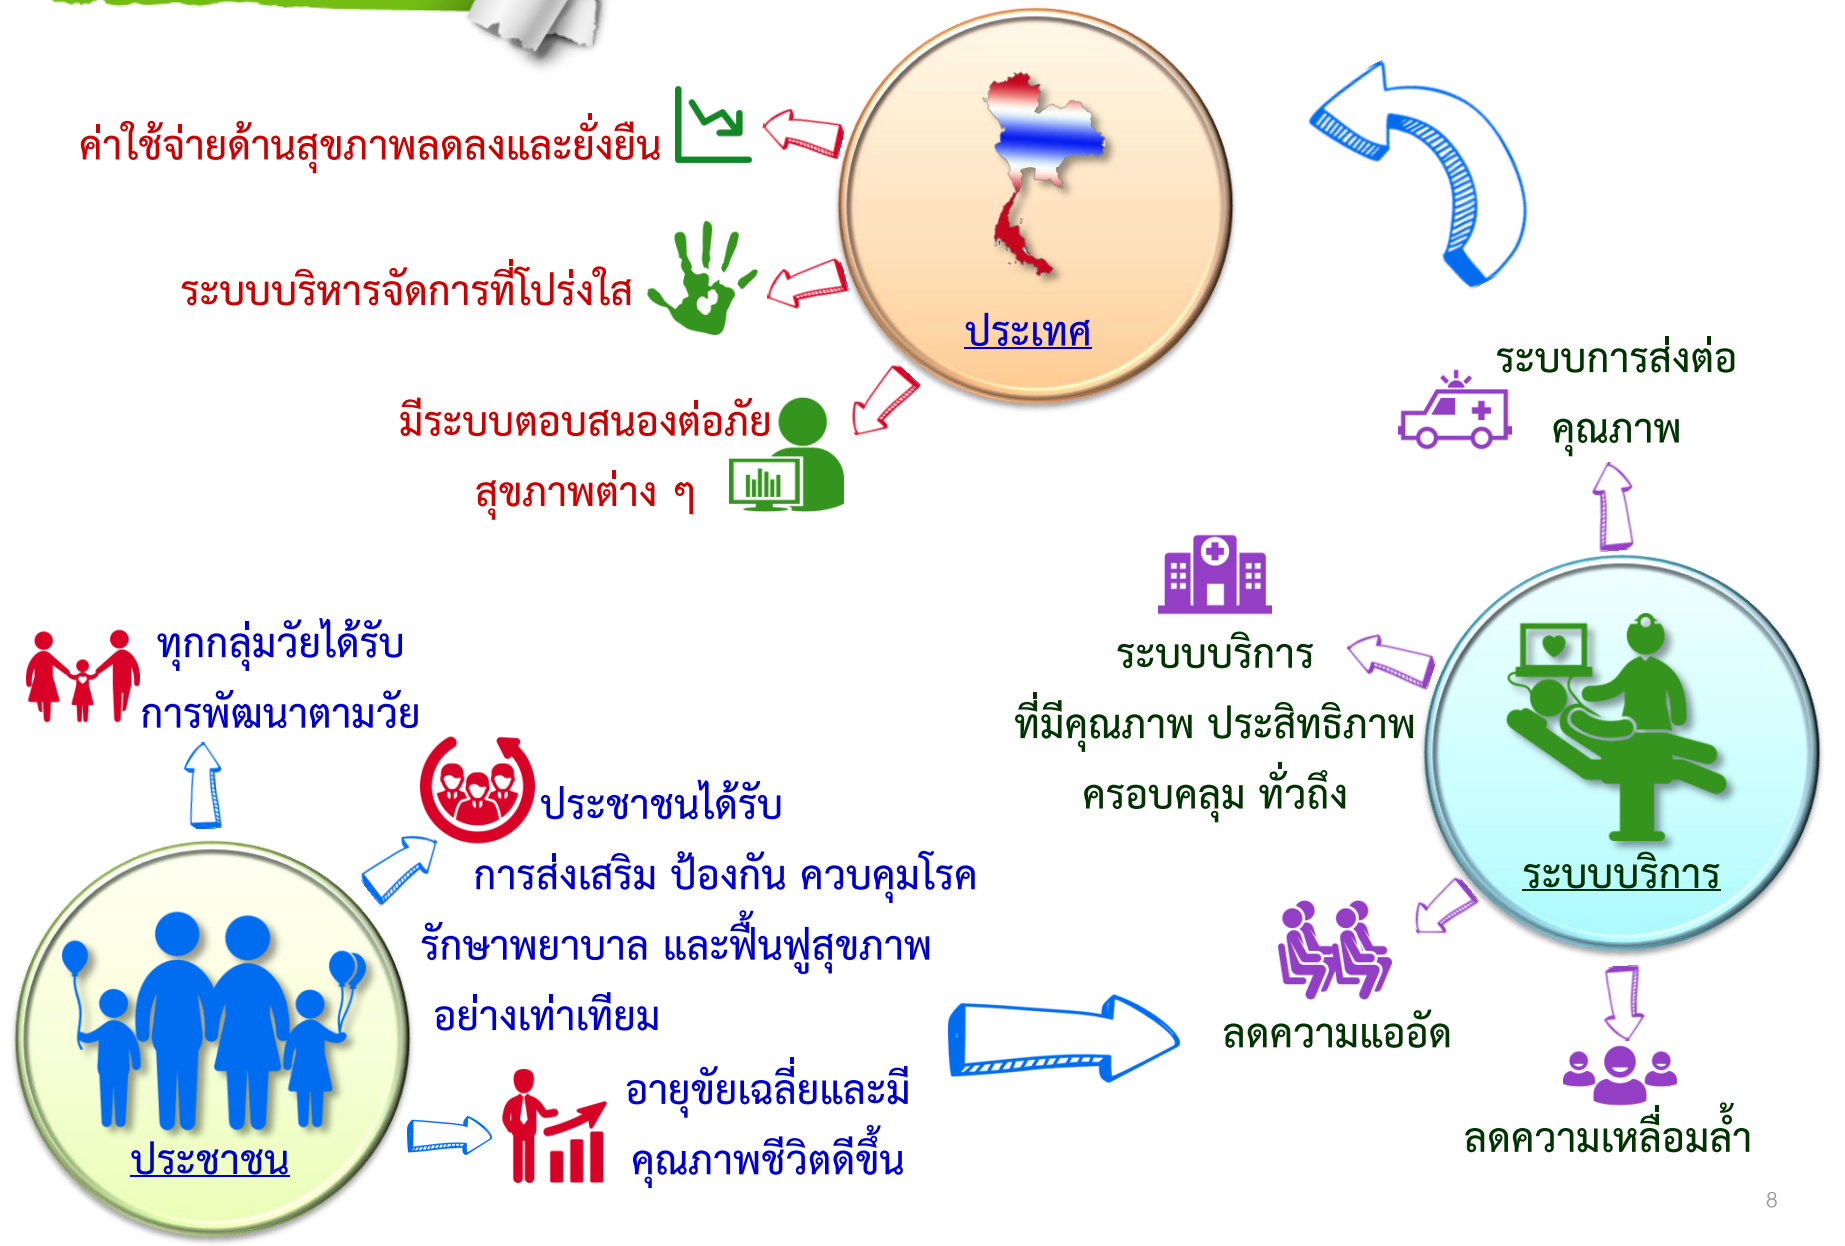 ค่าใช้จ่ายด้านสุขภาพลดลงและยั่งยืน
ระบบบริหารจัดการที่โปร่งใส
มีระบบตอบสนองต่อภัย
สุขภาพต่าง ๆ
ประเทศ
ระบบการส่งต่อ
คุณภาพ
ระบบบริการ
ที่มีคุณภาพ ประสิทธิภาพ
ครอบคลุม ทั่วถึง
ระบบบริการ
ลดความแออัด
ลดความเหลื่อมล้ำ
ทุกกลุ่มวัยได้รับ
การพัฒนาตามวัย
ประชาชนได้รับ
การส่งเสริม ป้องกัน ควบคุมโรค
รักษาพยาบาล และฟื้นฟูสุขภาพ
อย่างเท่าเทียม
อายุขัยเฉลี่ยและมี
คุณภาพชีวิตดีขึ้น
ประชาชน
8